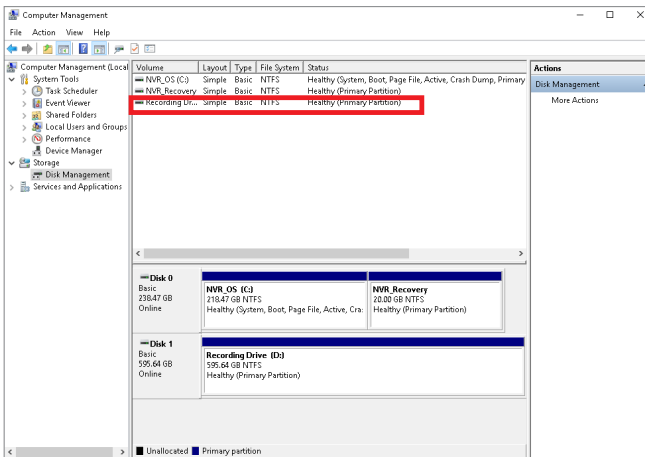 Computer Management
File Action View Help
Computer Management (Local
System Tools
Task Scheduler
Event Viewer
Shared Folders
Local Users and Groups
Performance
Device Manager
Storage
Disk Management
Services and Applications
Volume Layout Type File System Status
NVR_OS (C:) Simple Basic NTFS Healthy (System, Boot, Page File, Active, Crash Dump, Primary
NVR_Recovery Simple Basic NTFS Healthy (Primary Partition)
Recording Dr... Simple Basic NTFS Healthy (Primary Partition)
Disk 0
Basic
238.47 GB
Online
NVR_OS (C:)
218.47 GB NTFS
Healthy (System, Boot, Page File, Active, Cra
NVR_Recovery
20.00 GB NTFS
Healthy (Primary Partition)
Disk 1
Basic
595.64 GB
Online
Recording Drive (D:)
595.64 GB NTFS
Healthy (Primary Partition)
Unallocated Primary partition
Actions
Disk Management
More Actions